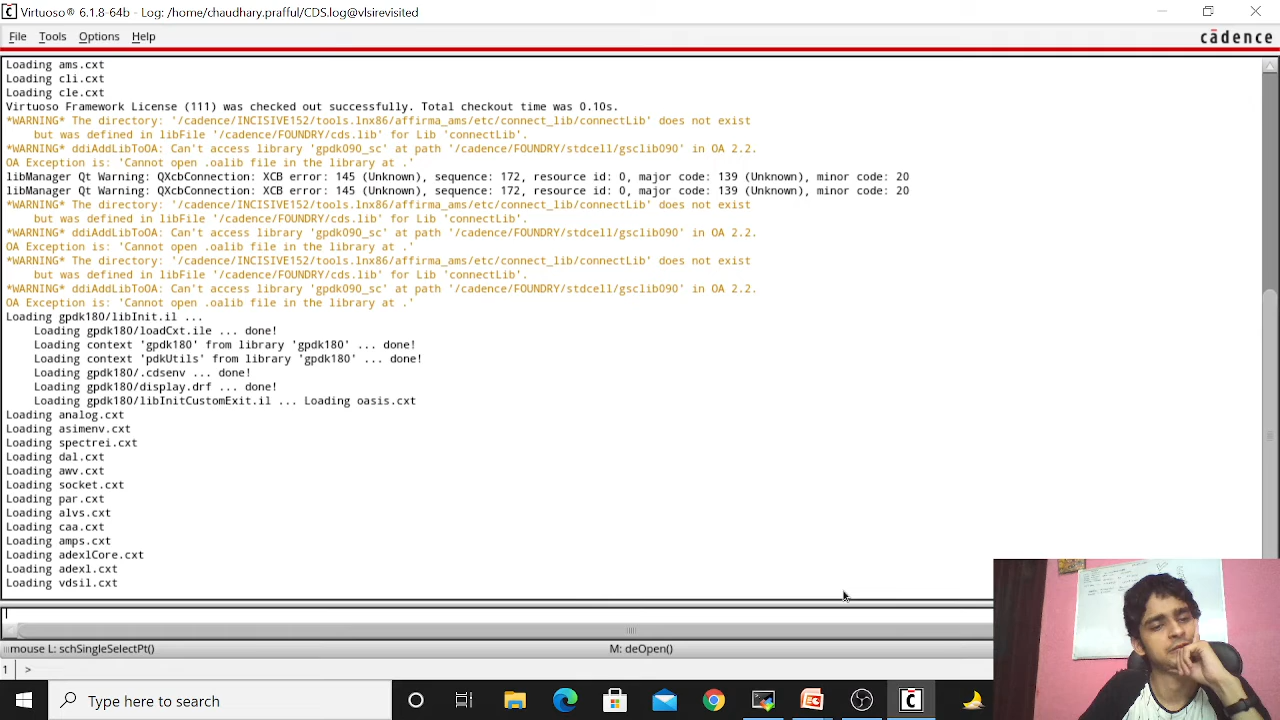 Virtuoso® 6.1.8-64b - Log: /home/chaudhary.prafful/CDS.log@vlsirevisited
File Tools Options Help
cādence
Loading ams.cxt
Loading cli.cxt
Loading cle.cxt
Virtuoso Framework License (111) was checked out successfully. Total checkout time was 0.10s.
*WARNING* The directory: '/cadence/INCISIVE152/tools.lnx86/affirma_ams/etc/connect_lib/connectLib' does not exist
but was defined in libFile '/cadence/FOUNDRY/cds.lib' for Lib 'connectLib'.
*WARNING* ddiAddLibToOA: Can't access library 'gpdk090_sc' at path '/cadence/FOUNDRY/stdcell/gsclib090' in OA 2.2.
OA Exception is: 'Cannot open .oalib file in the library at .'
libManager Qt Warning: QXcbConnection: XCB error: 145 (Unknown), sequence: 172, resource id: 0, major code: 139 (Unknown), minor code: 20
libManager Qt Warning: QXcbConnection: XCB error: 145 (Unknown), sequence: 172, resource id: 0, major code: 139 (Unknown), minor code: 20
*WARNING* The directory: '/cadence/INCISIVE152/tools.lnx86/affirma_ams/etc/connect_lib/connectLib' does not exist
but was defined in libFile '/cadence/FOUNDRY/cds.lib' for Lib 'connectLib'.
*WARNING* ddiAddLibToOA: Can't access library 'gpdk090_sc' at path '/cadence/FOUNDRY/stdcell/gsclib090' in OA 2.2.
OA Exception is: 'Cannot open .oalib file in the library at .'
*WARNING* The directory: '/cadence/INCISIVE152/tools.lnx86/affirma_ams/etc/connect_lib/connectLib' does not exist
but was defined in libFile '/cadence/FOUNDRY/cds.lib' for Lib 'connectLib'.
*WARNING* ddiAddLibToOA: Can't access library 'gpdk090_sc' at path '/cadence/FOUNDRY/stdcell/gsclib090' in OA 2.2.
OA Exception is: 'Cannot open .oalib file in the library at .'
Loading gpdk180/libInit.il ...
Loading gpdk180/loadCxt.ile ... done!
Loading context 'gpdk180' from library 'gpdk180' ... done!
Loading context 'pdkUtils' from library 'gpdk180' ... done!
Loading gpdk180/.cdsenv ... done!
Loading gpdk180/display.drf ... done!
Loading gpdk180/libInitCustomExit.il ... Loading oasis.cxt
Loading analog.cxt
Loading asimenv.cxt
Loading spectrei.cxt
Loading dal.cxt
Loading awv.cxt
Loading socket.cxt
Loading par.cxt
Loading alvs.cxt
Loading caa.cxt
Loading amps.cxt
Loading adexlCore.cxt
Loading adexl.cxt
Loading vdsil.cxt
mouse L: schSingleSelectPt() M: deOpen()
1 >
Type here to search